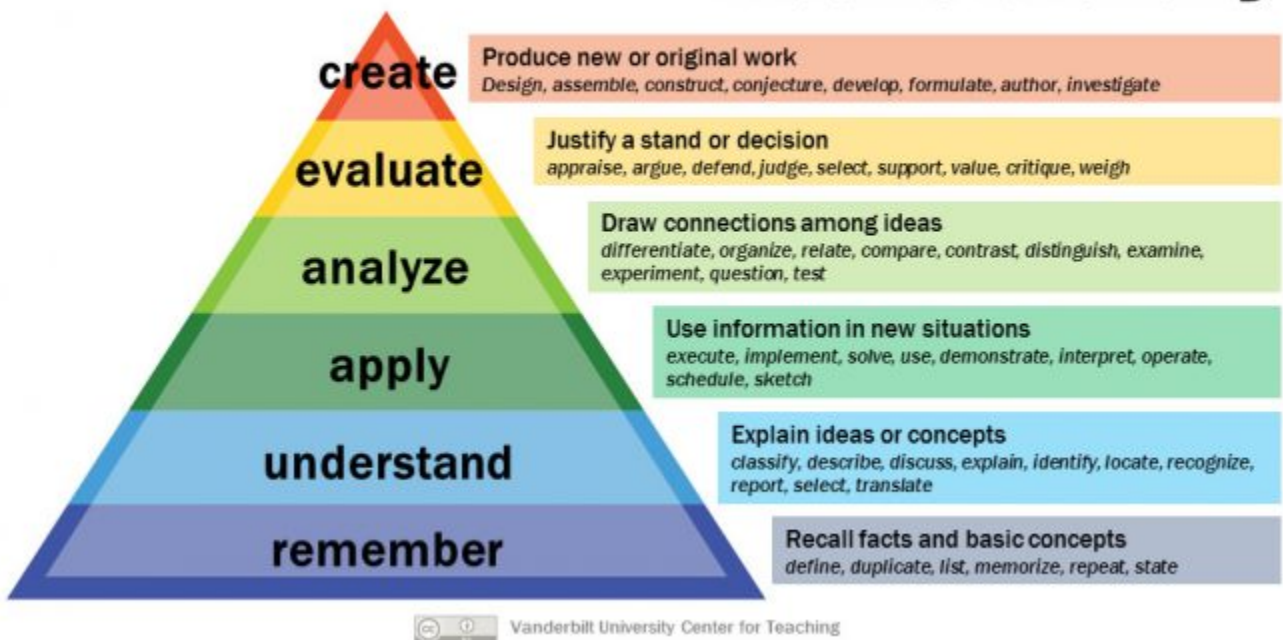 create
Produce new or original work
Design, assemble, construct, conjecture, develop, formulate, author, investigate
evaluate
Justify a stand or decision
appraise, argue, defend, judge, select, support, value, critique, weigh
analyze
Draw connections among ideas
differentiate, organize, relate, compare, contrast, distinguish, examine,
experiment, question, test
apply
Use information in new situations
execute, implement, solve, use, demonstrate, interpret, operate,
schedule, sketch
understand
Explain ideas or concepts
classify, describe, discuss, explain, identify, locate, recognize,
report, select, translate
remember
Recall facts and basic concepts
define, duplicate, list, memorize, repeat, state
cc
Vanderbilt University Center for Teaching